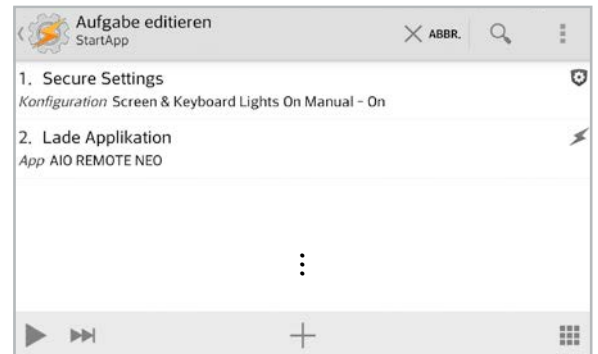 Aufgabe editieren
StartApp
ABBR.
1. Secure Settings
Konfiguration Screen & Keyboard Lights On Manual - On
2. Lade Applikation
App AIO REMOTE NEO